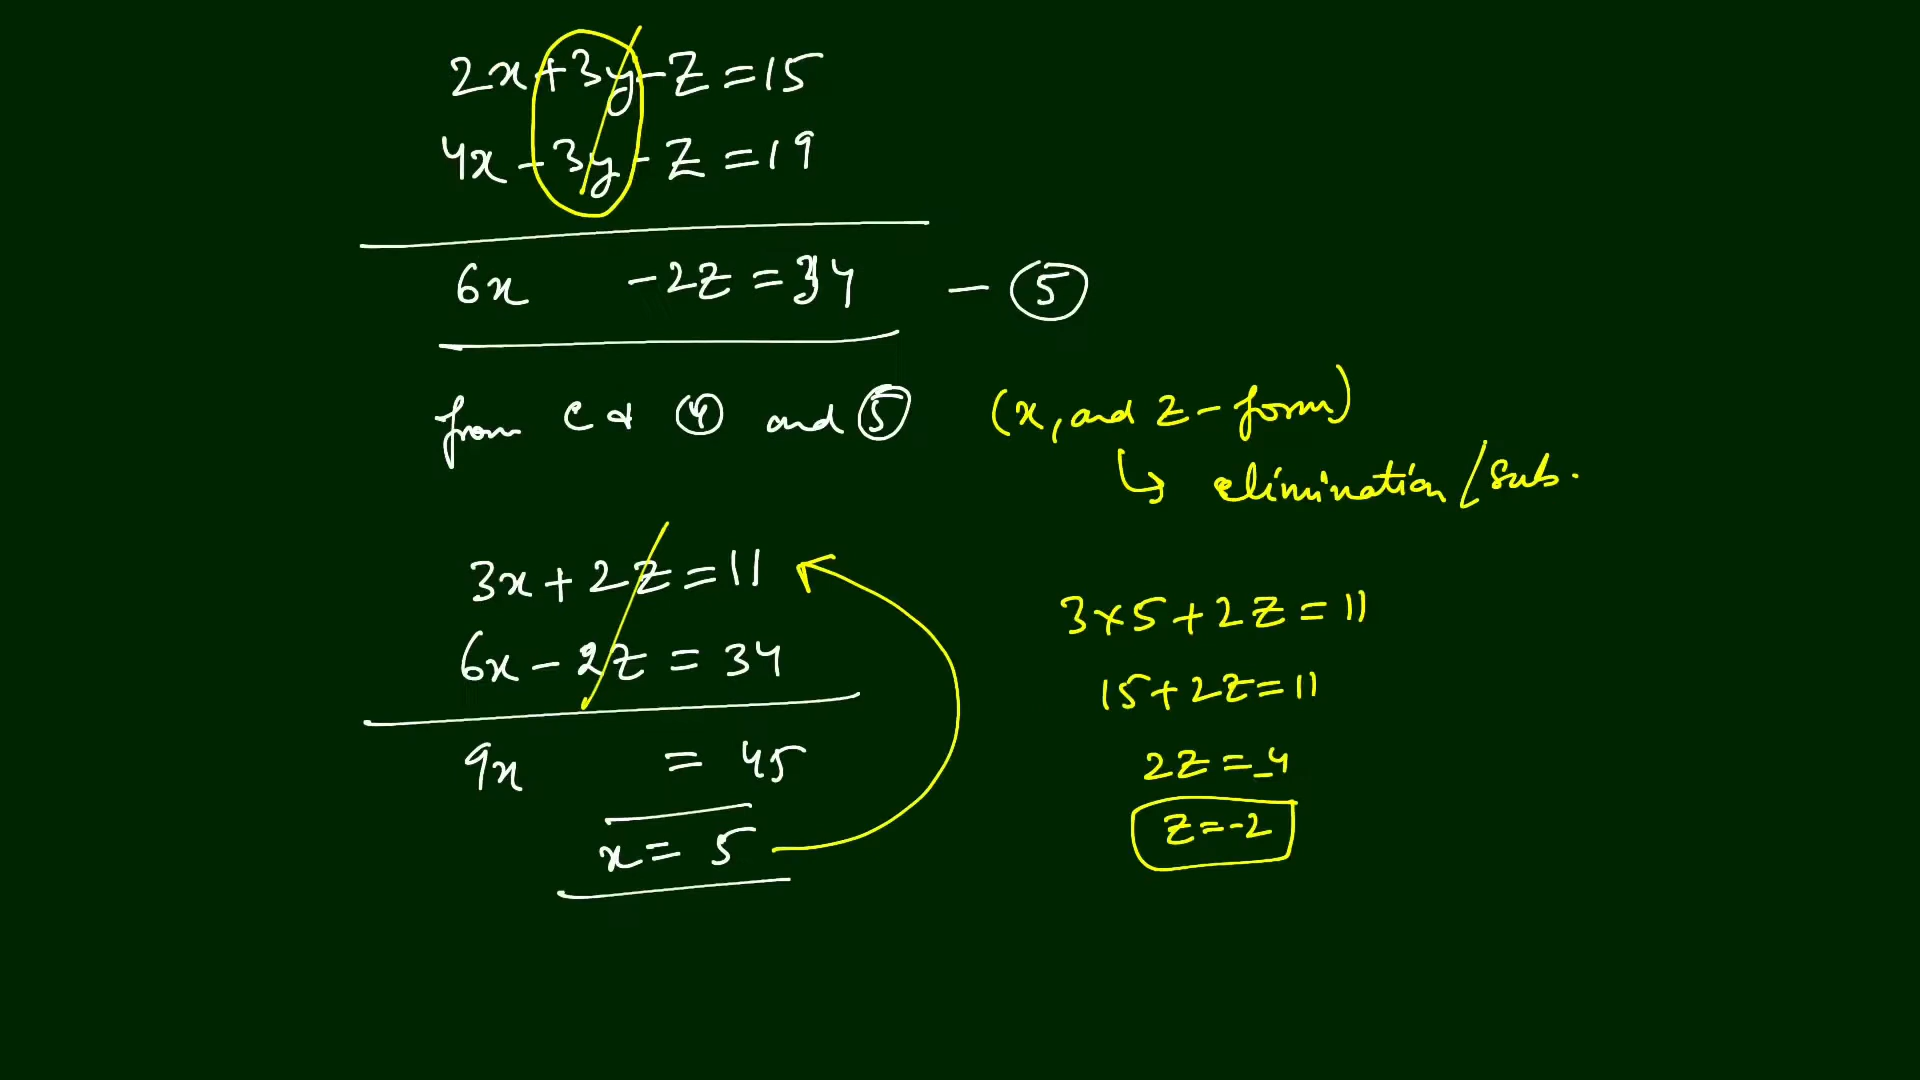 2x+3y-z=15
4x-3y-z=19
6x -2z=34 - 5
from e & 4 and 5 (x, and z-form)
↳ elimination/sub.
3x+2z=11
6x-2z=34
9x = 45
x=5
3×5+2z=11
15+2z=11
2z=-4
z=-2